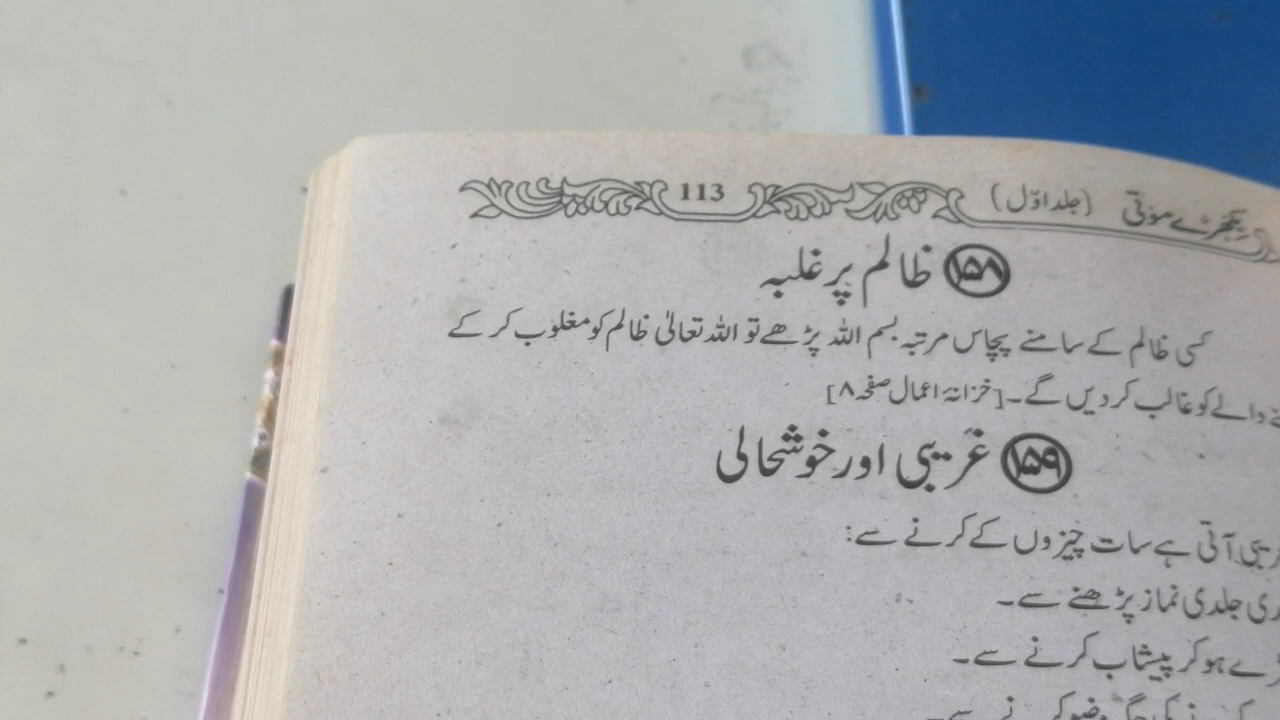 بکھرے موتی (جلد اوّل) 113
۱۵۸ ظالم پر غلبہ
کسی ظالم کے سامنے پچاس مرتبہ بسم اللہ پڑھے تو اللہ تعالیٰ ظالم کو مغلوب کر کے
والے کو غالب کر دیں گے۔ [خزانۂ اعمال صفحہ ۸]
۱۵۹ غریبی اور خوشحالی
آتی ہے سات چیزوں کے کرنے سے:
جلدی نماز پڑھنے سے۔
ہو کر پیشاب کرنے سے۔